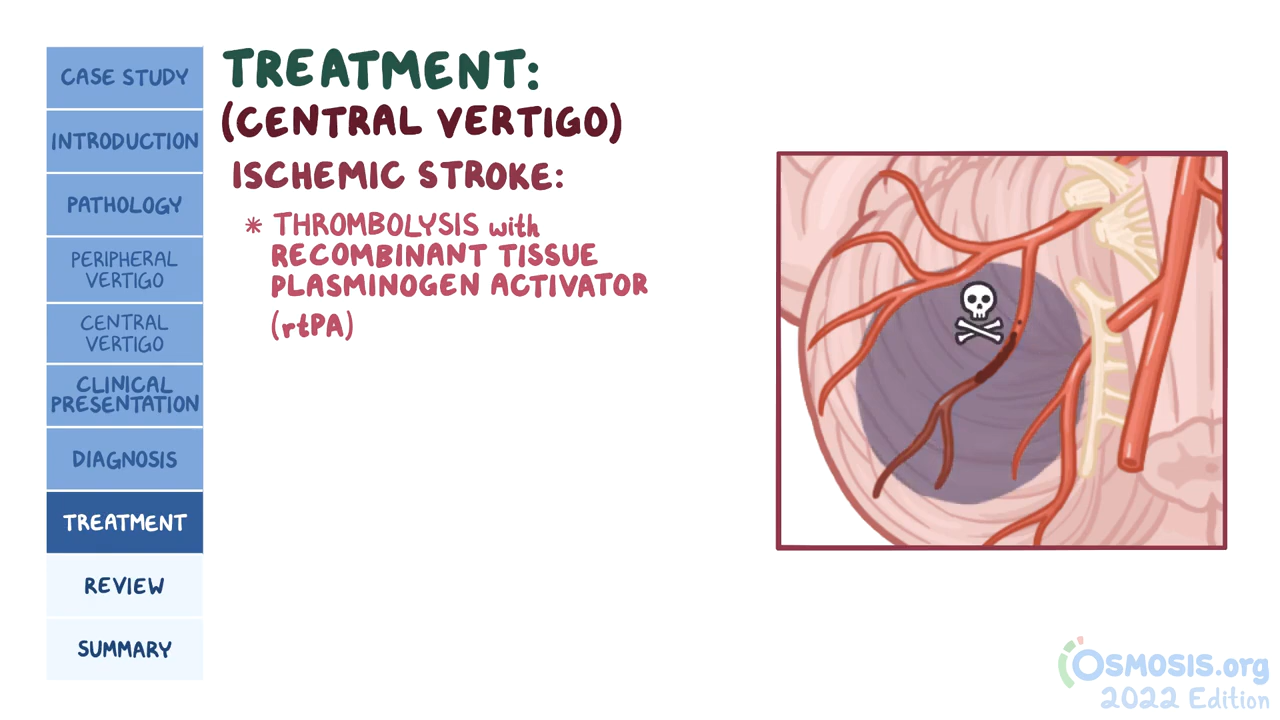 CASE STUDY
INTRODUCTION
PATHOLOGY
PERIPHERAL
VERTIGO
CENTRAL
VERTIGO
CLINICAL
PRESENTATION
DIAGNOSIS
TREATMENT
REVIEW
SUMMARY
TREATMENT:
(CENTRAL VERTIGO)
ISCHEMIC STROKE:
* THROMBOLYSIS with
RECOMBINANT TISSUE
PLASMINOGEN ACTIVATOR
(rtPA)
OSMOSIS.org
2022 Edition